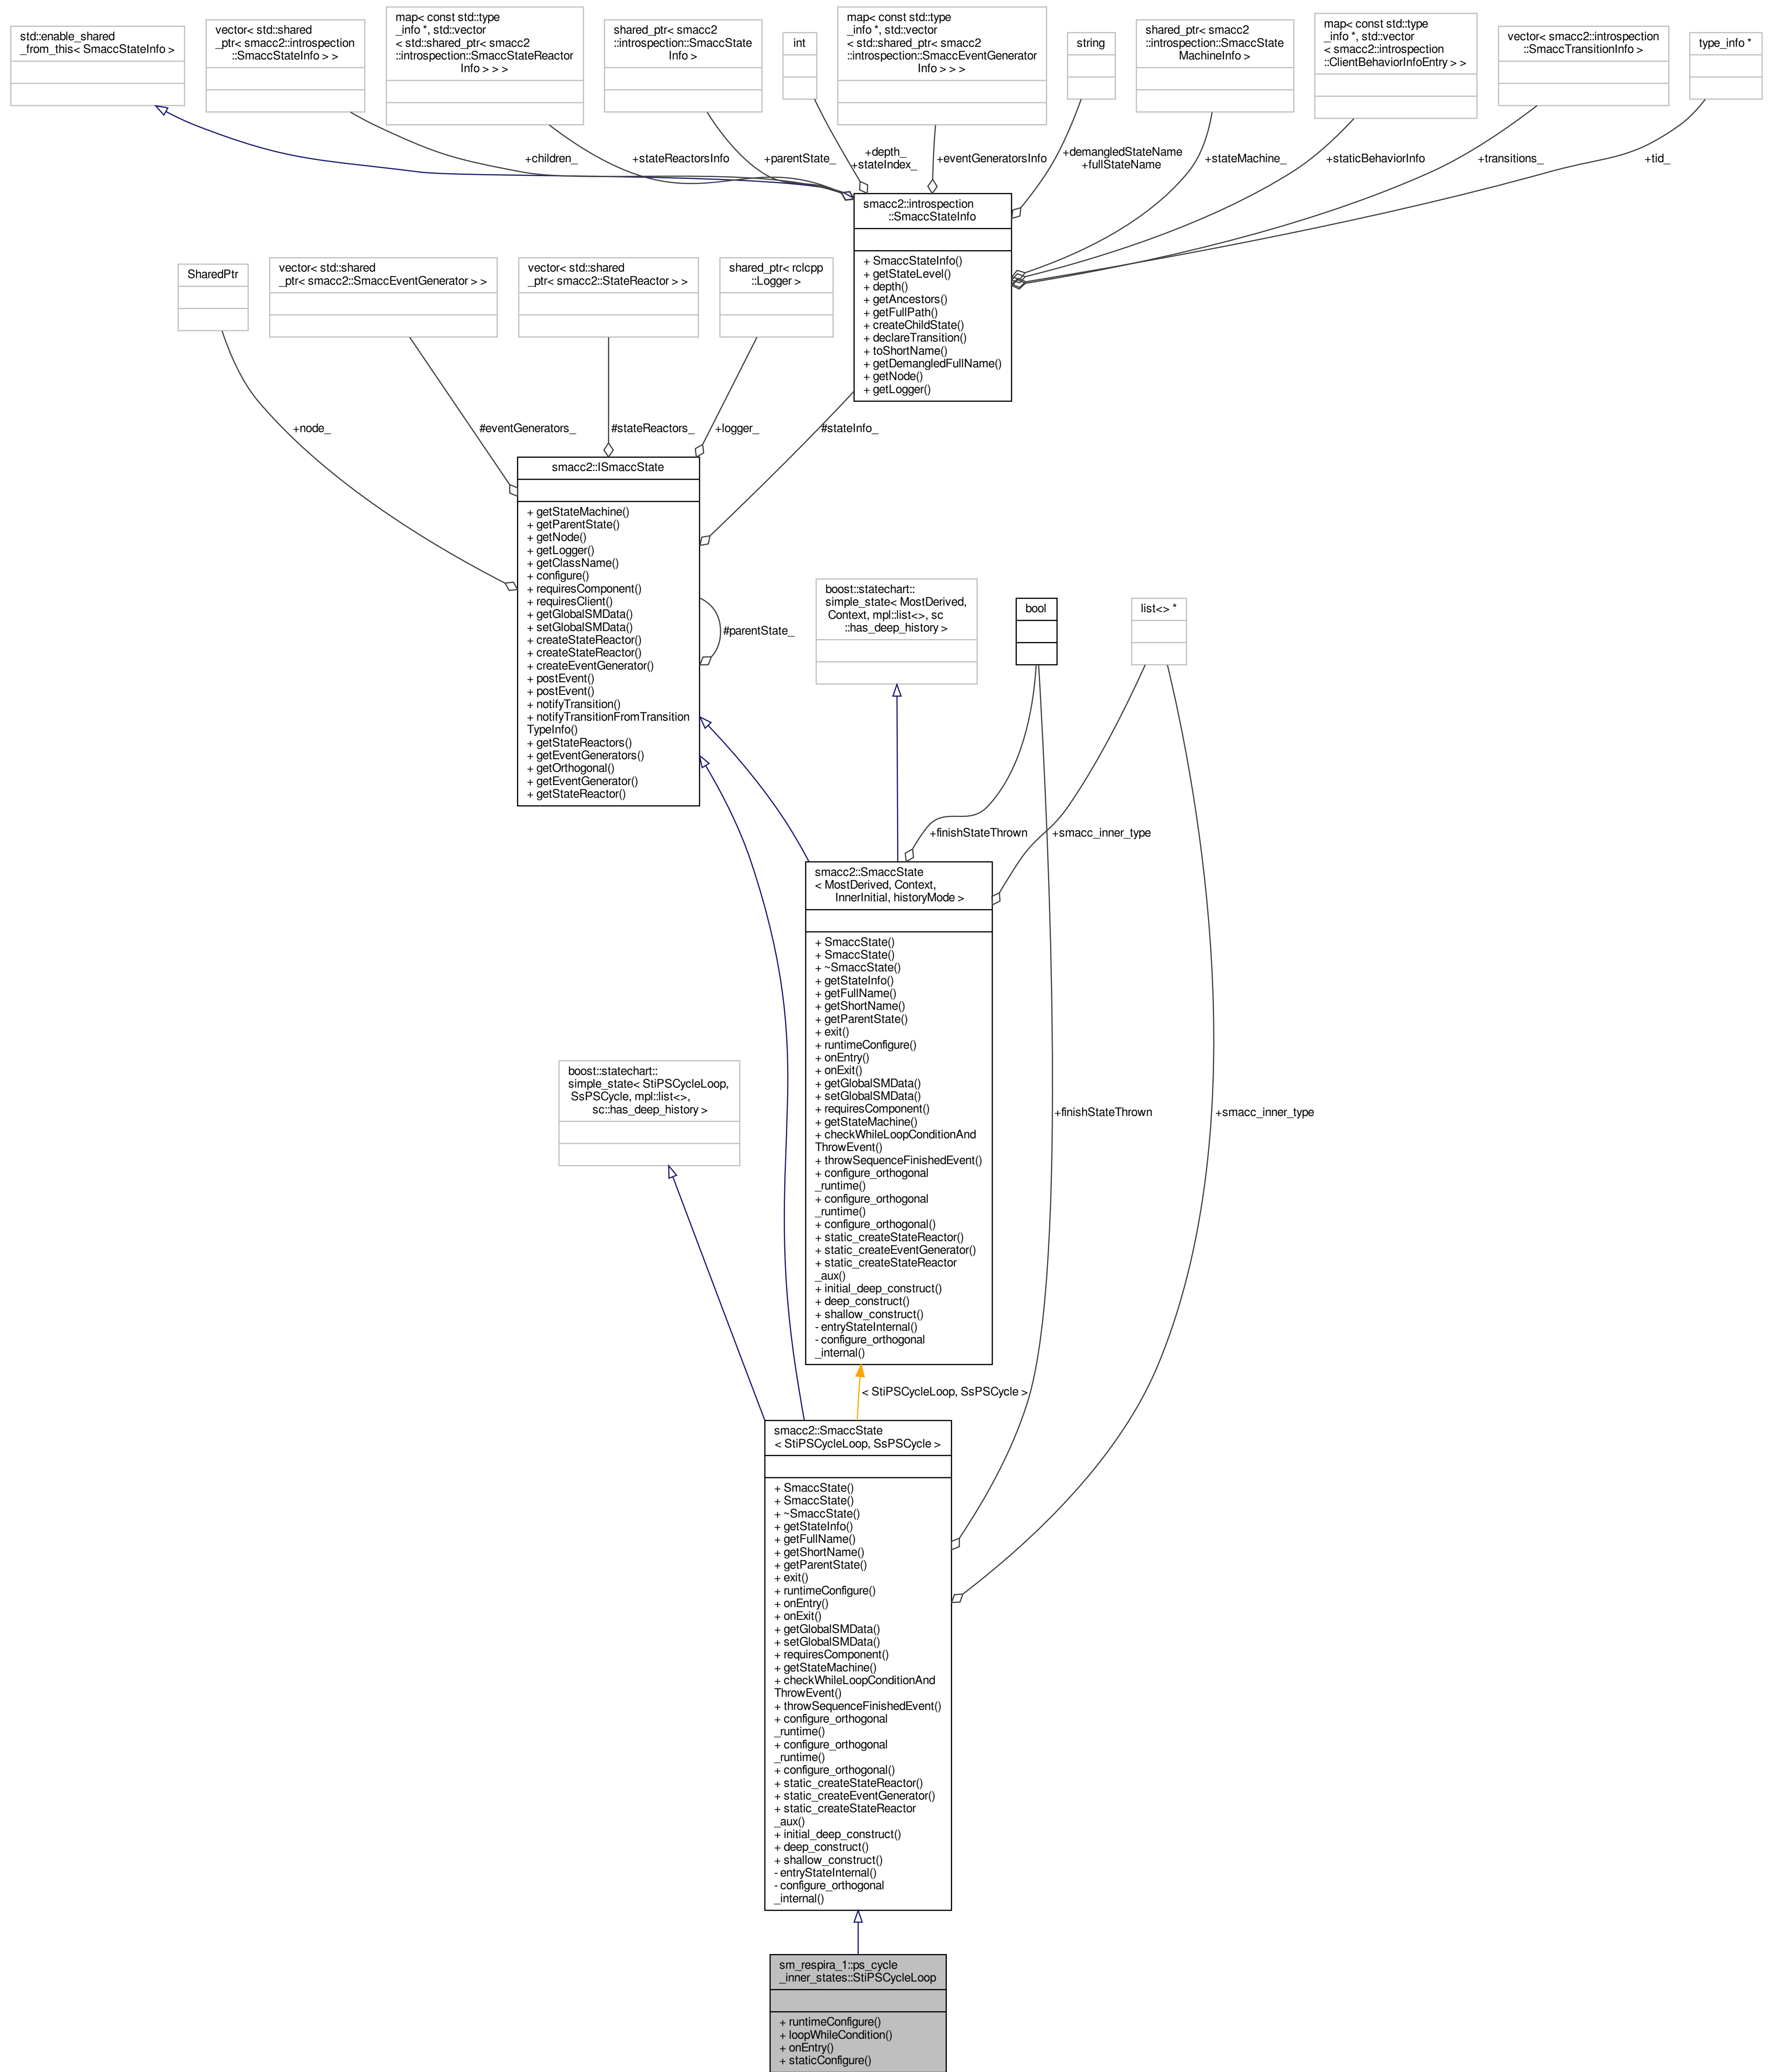 std::enable_shared
_from_this< SmaccStateInfo >
vector< std::shared
_ptr< smacc2::introspection
::SmaccStateInfo > >
map< const std::type
_info *, std::vector
< std::shared_ptr< smacc2
::introspection::SmaccStateReactor
Info > > >
shared_ptr< smacc2
::introspection::SmaccState
Info >
int
map< const std::type
_info *, std::vector
< std::shared_ptr< smacc2
::introspection::SmaccEventGenerator
Info > > >
string
shared_ptr< smacc2
::introspection::SmaccState
MachineInfo >
map< const std::type
_info *, std::vector
< smacc2::introspection
::ClientBehaviorInfoEntry > >
vector< smacc2::introspection
::SmaccTransitionInfo >
type_info *
+children_
+stateReactorsInfo
+parentState_
+depth_
+stateIndex_
+eventGeneratorsInfo
+demangledStateName
+fullStateName
+stateMachine_
+staticBehaviorInfo
+transitions_
+tid_
smacc2::introspection
::SmaccStateInfo
+ SmaccStateInfo()
+ getStateLevel()
+ depth()
+ getAncestors()
+ getFullPath()
+ createChildState()
+ declareTransition()
+ toShortName()
+ getDemangledFullName()
+ getNode()
+ getLogger()
SharedPtr
vector< std::shared
_ptr< smacc2::SmaccEventGenerator > >
vector< std::shared
_ptr< smacc2::StateReactor > >
shared_ptr< rclcpp
::Logger >
+node_
#eventGenerators_
#stateReactors_
+logger_
#stateInfo_
smacc2::ISmaccState
+ getStateMachine()
+ getParentState()
+ getNode()
+ getLogger()
+ getClassName()
+ configure()
+ requiresComponent()
+ requiresClient()
+ getGlobalSMData()
+ setGlobalSMData()
+ createStateReactor()
+ createStateReactor()
+ createEventGenerator()
+ postEvent()
+ postEvent()
+ notifyTransition()
+ notifyTransitionFromTransition
TypeInfo()
+ getStateReactors()
+ getEventGenerators()
+ getOrthogonal()
+ getEventGenerator()
+ getStateReactor()
#parentState_
boost::statechart::
simple_state< MostDerived,
Context, mpl::list<>, sc
::has_deep_history >
bool
list<> *
+finishStateThrown
+smacc_inner_type
smacc2::SmaccState
< MostDerived, Context,
InnerInitial, historyMode >
+ SmaccState()
+ SmaccState()
+ ~SmaccState()
+ getStateInfo()
+ getFullName()
+ getShortName()
+ getParentState()
+ exit()
+ runtimeConfigure()
+ onEntry()
+ onExit()
+ getGlobalSMData()
+ setGlobalSMData()
+ requiresComponent()
+ getStateMachine()
+ checkWhileLoopConditionAnd
ThrowEvent()
+ throwSequenceFinishedEvent()
+ configure_orthogonal
_runtime()
+ configure_orthogonal
_runtime()
+ configure_orthogonal()
+ static_createStateReactor()
+ static_createEventGenerator()
+ static_createStateReactor
_aux()
+ initial_deep_construct()
+ deep_construct()
+ shallow_construct()
- entryStateInternal()
- configure_orthogonal
_internal()
boost::statechart::
simple_state< StiPSCycleLoop,
SsPSCycle, mpl::list<>,
sc::has_deep_history >
+finishStateThrown
+smacc_inner_type
< StiPSCycleLoop, SsPSCycle >
smacc2::SmaccState
< StiPSCycleLoop, SsPSCycle >
+ SmaccState()
+ SmaccState()
+ ~SmaccState()
+ getStateInfo()
+ getFullName()
+ getShortName()
+ getParentState()
+ exit()
+ runtimeConfigure()
+ onEntry()
+ onExit()
+ getGlobalSMData()
+ setGlobalSMData()
+ requiresComponent()
+ getStateMachine()
+ checkWhileLoopConditionAnd
ThrowEvent()
+ throwSequenceFinishedEvent()
+ configure_orthogonal
_runtime()
+ configure_orthogonal
_runtime()
+ configure_orthogonal()
+ static_createStateReactor()
+ static_createEventGenerator()
+ static_createStateReactor
_aux()
+ initial_deep_construct()
+ deep_construct()
+ shallow_construct()
- entryStateInternal()
- configure_orthogonal
_internal()
sm_respira_1::ps_cycle
_inner_states::StiPSCycleLoop
+ runtimeConfigure()
+ loopWhileCondition()
+ onEntry()
+ staticConfigure()